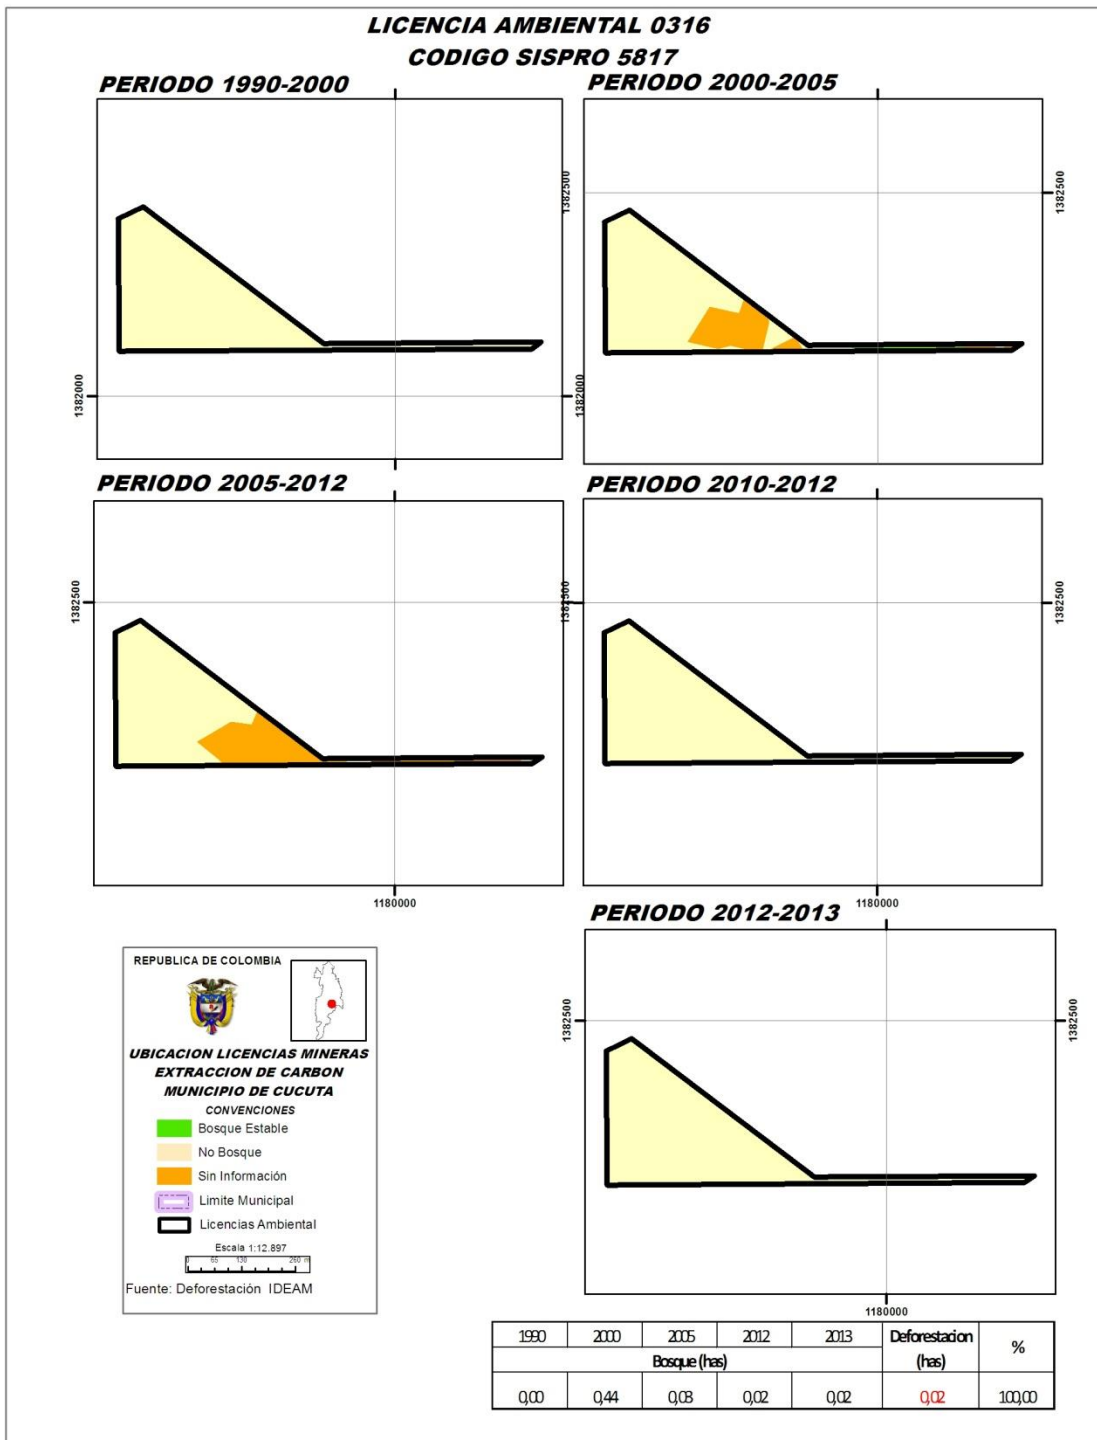 LICENCIA AMBIENTAL 0316
CODIGO SISPRO 5817
PERIODO 1990-2000
PERIODO 2000-2005
1382500
1382500
1382000
1382000
PERIODO 2005-2012
PERIODO 2010-2012
1382500
1382500
1382500
1180000
1180000
PERIODO 2012-2013
1382500
1382500
1180000
REPUBLICA DE COLOMBIA
UBICACION LICENCIAS MINERAS
EXTRACCION DE CARBON
MUNICIPIO DE CUCUTA
CONVENCIONES
Bosque Estable
No Bosque
Sin Información
Limite Municipal
Licencias Ambiental
Escala 1:12.897
0 65 130 260 m
Fuente: Deforestación IDEAM
1990 2000 2005 2012 2013 Deforestacion (has) %
Bosque (has)
0,00 0,44 0,03 0,02 0,02 0,02 100,00